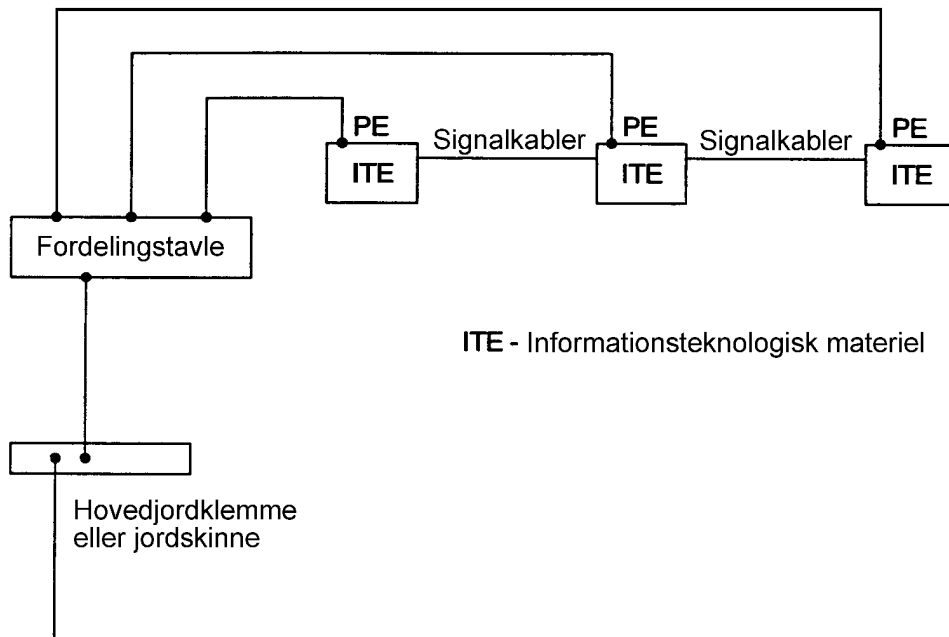 PE
Signalkabler
PE
Signalkabler
PE
ITE
ITE
ITE
Fordelingstavle
ITE - Informationsteknologisk materiel
Hovedjordklemme
eller jordskinne